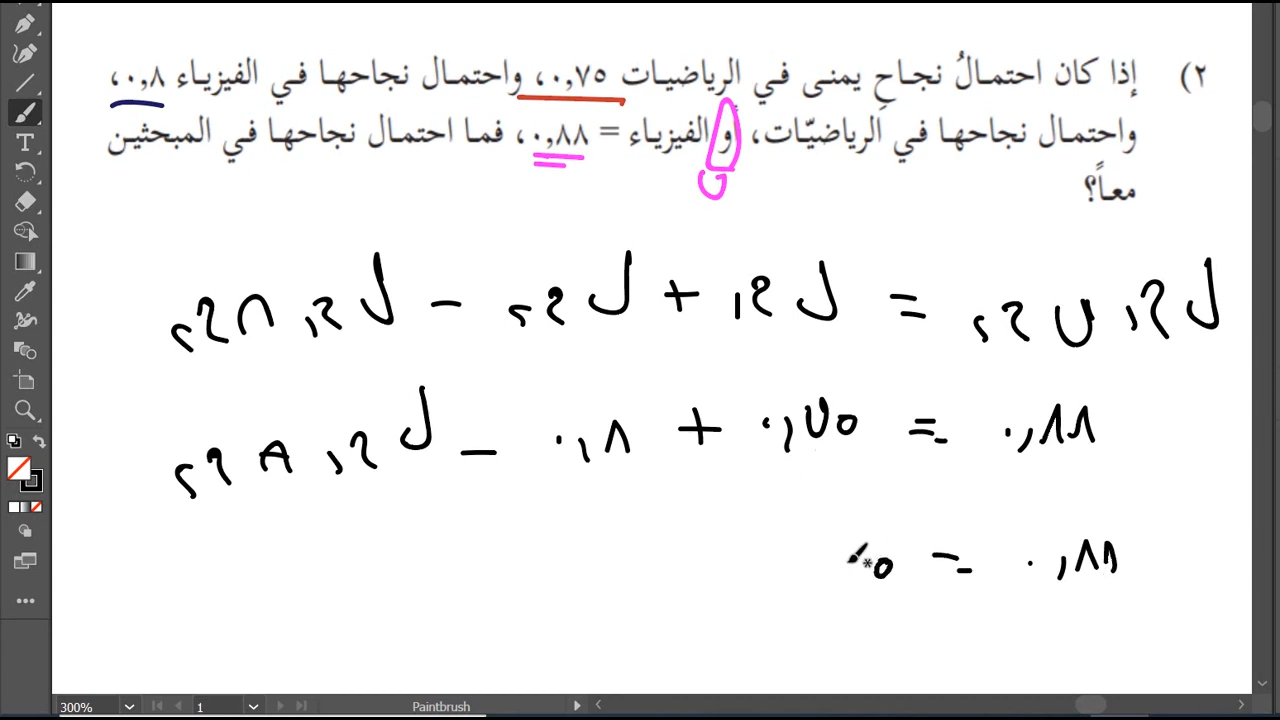 ٢) إذا كان احتمالُ نجاحِ يمنى في الرياضيات ٠,٧٥، واحتمال نجاحها في الفيزياء ٠,٨،
واحتمال نجاحها في الرياضيّات، و الفيزياء = ٠,٨٨، فما احتمال نجاحها في المبحثين
معاً؟
ل ح١ ∪ ح٢ = ل ح١ + ل ح٢ − ل ح١ ∩ ح٢
٠,٨٨ = ٠,٧٥ + ٠,٨ − ل ح١ ∩ ح٢
٠,٨٨ = ٥
300%
1
Paintbrush